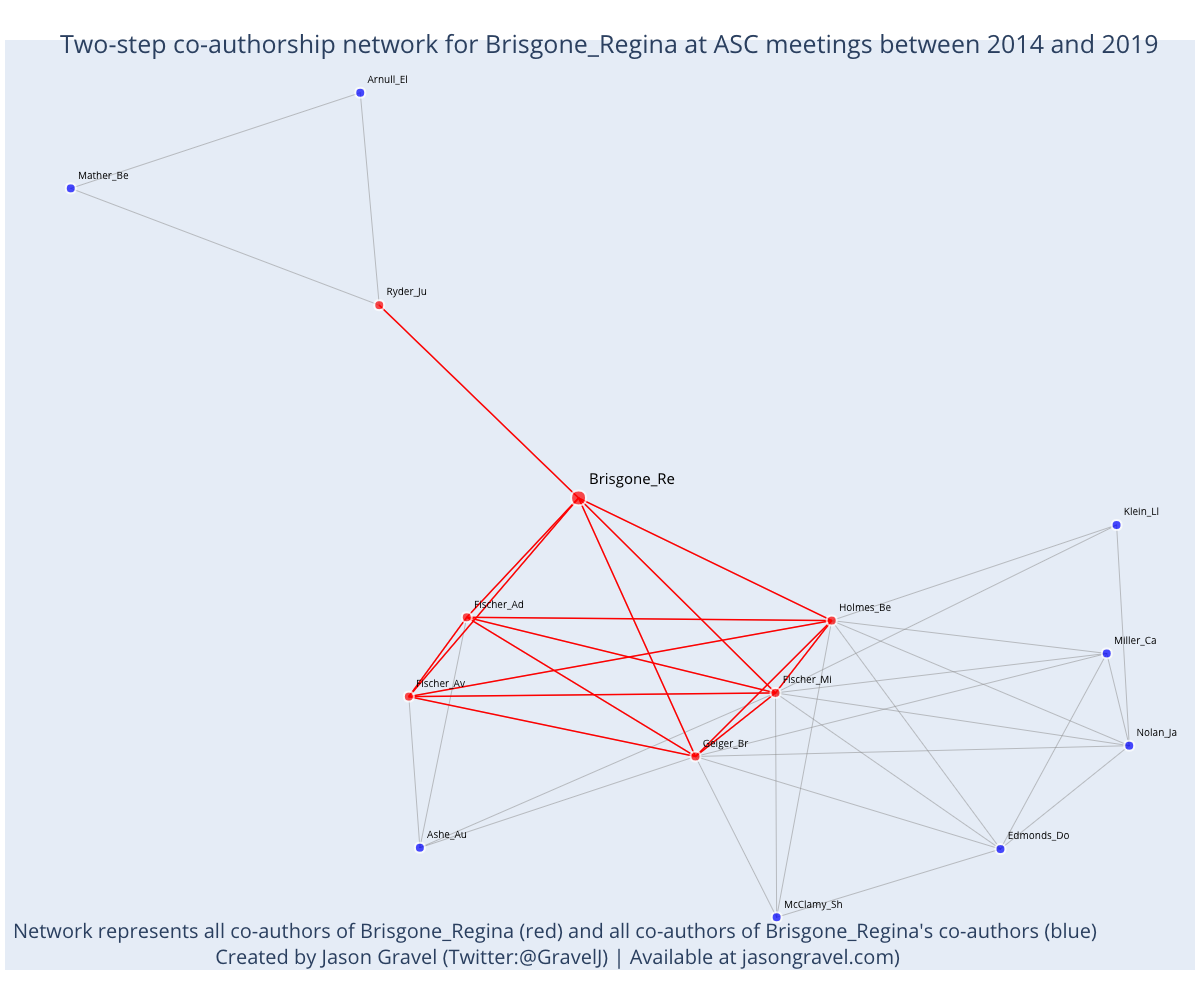 Two-step co-authorship network for Brisgone_Regina at ASC meetings between 2014 and 2019
Arnull_El
Mather_Be
Ryder_Ju
Brisgone_Re
Klein_Ll
Fischer_Ad
Holmes_Be
Miller_Ca
Fischer_Av
Fischer_Mi
Nolan_Ja
Geiger_Br
Ashe_Au
Edmonds_Do
McClamy_Sh
Network represents all co-authors of Brisgone_Regina (red) and all co-authors of Brisgone_Regina's co-authors (blue)
Created by Jason Gravel (Twitter:@GravelJ) | Available at jasongravel.com)